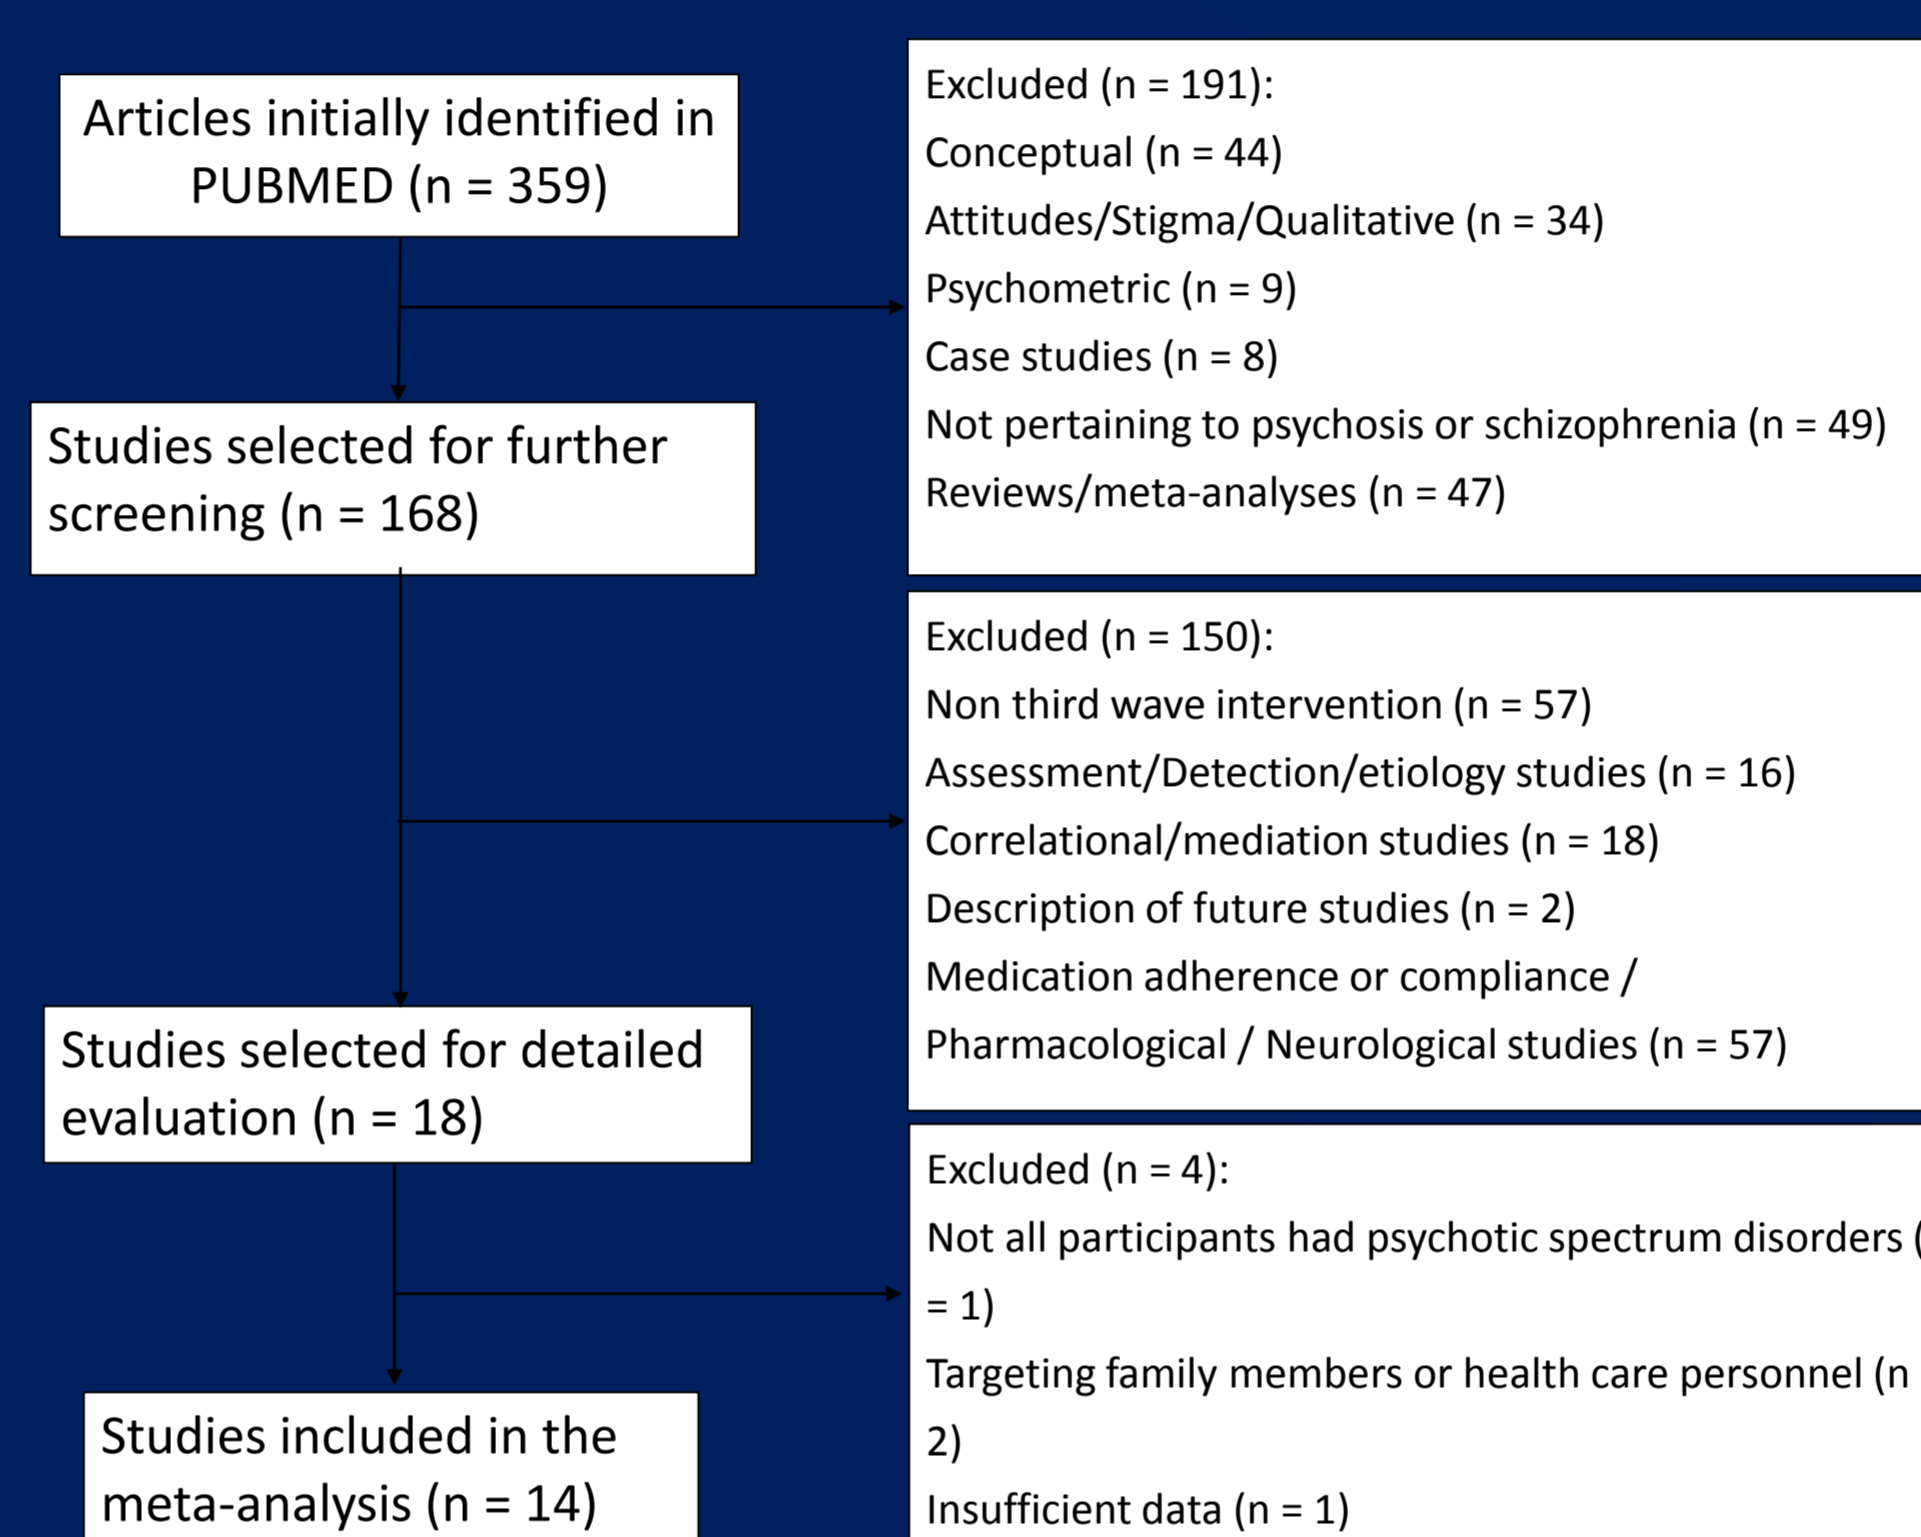 Articles initially identified in
PUBMED (n = 359)
Excluded (n = 191):
Conceptual (n = 44)
Attitudes/Stigma/Qualitative (n = 34)
Psychometric (n = 9)
Case studies (n = 8)
Not pertaining to psychosis or schizophrenia (n = 49)
Reviews/meta-analyses (n = 47)
Studies selected for further
screening (n = 168)
Excluded (n = 150):
Non third wave intervention (n = 57)
Assessment/Detection/etiology studies (n = 16)
Correlational/mediation studies (n = 18)
Description of future studies (n = 2)
Medication adherence or compliance /
Pharmacological / Neurological studies (n = 57)
Studies selected for detailed
evaluation (n = 18)
Excluded (n = 4):
Not all participants had psychotic spectrum disorders (
= 1)
Targeting family members or health care personnel (n
2)
Insufficient data (n = 1)
Studies included in the
meta-analysis (n = 14)